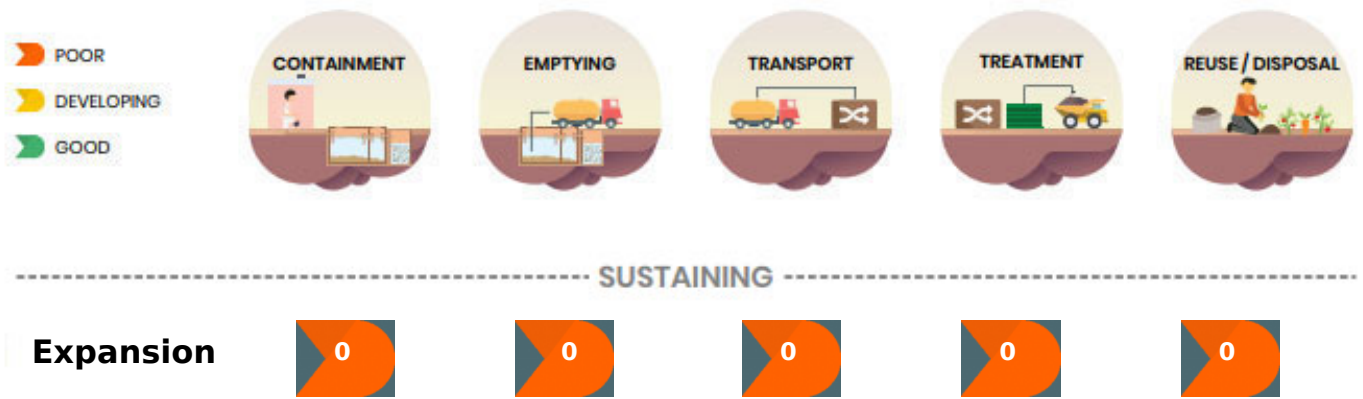 POOR
DEVELOPING
GOOD
CONTAINMENT
EMPTYING
TRANSPORT
TREATMENT
REUSE / DISPOSAL
SUSTAINING
Expansion
0
0
0
0
0